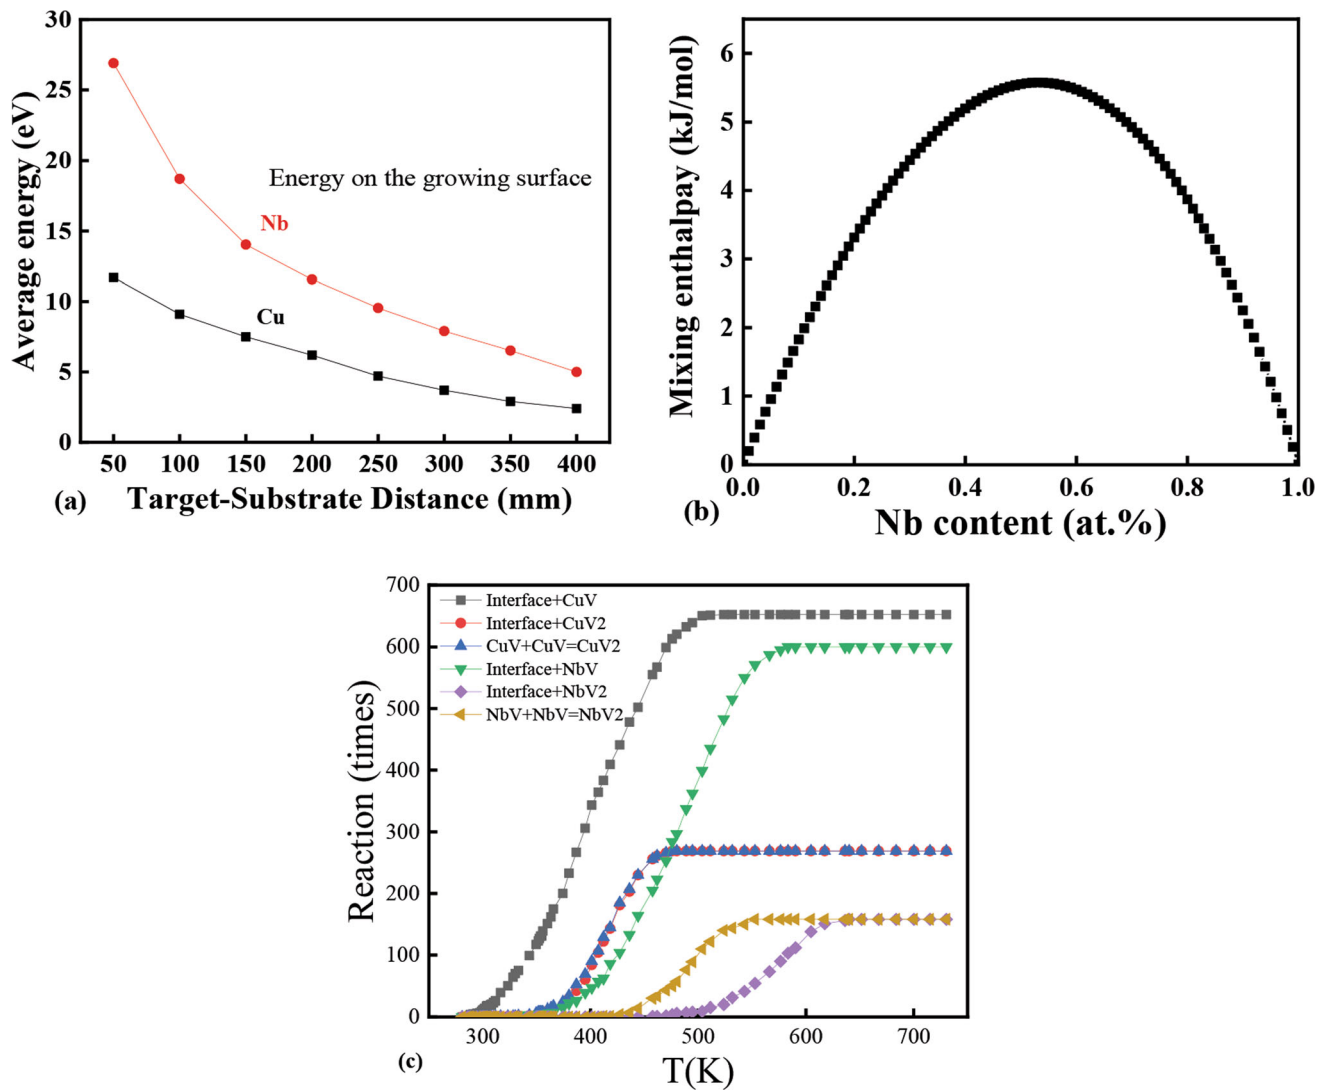 30
25
20
15
10
5
0
Average energy (eV)
Energy on the growing surface
Nb
Cu
50 100 150 200 250 300 350 400
(a) Target-Substrate Distance (mm)
6
5
4
3
2
1
0
Mixing enthalpay (kJ/mol)
0.0 0.2 0.4 0.6 0.8 1.0
(b) Nb content (at.%)
700
600
500
400
300
200
100
0
Reaction (times)
Interface+CuV
Interface+CuV2
CuV+CuV=CuV2
Interface+NbV
Interface+NbV2
NbV+NbV=NbV2
300 400 500 600 700
(c) T(K)